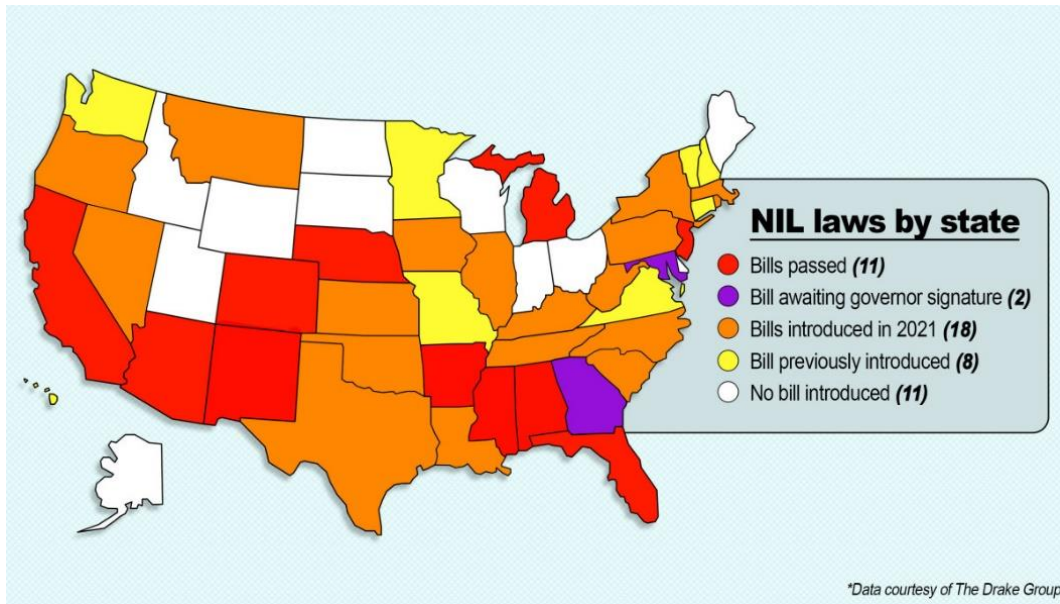 NIL laws by state
Bills passed (11)
Bill awaiting governor signature (2)
Bills introduced in 2021 (18)
Bill previously introduced (8)
No bill introduced (11)
*Data courtesy of The Drake Group